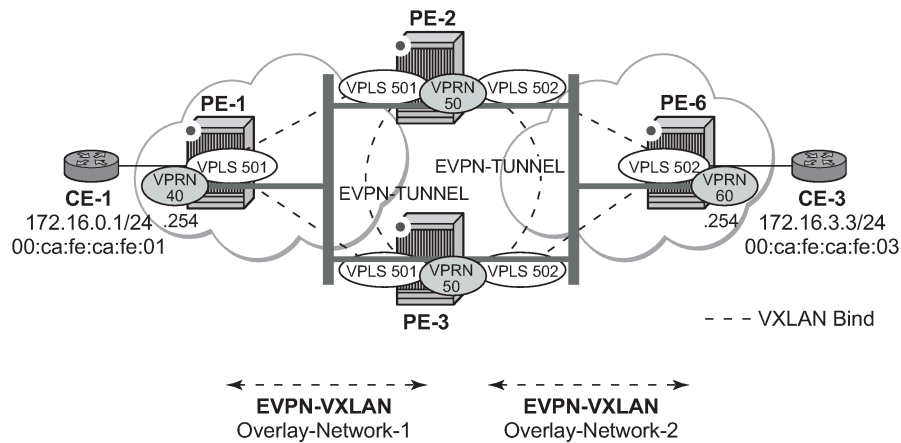 PE-2
VPLS 501
VPRN
50
VPLS 502
PE-1
VPLS 501
VPRN
40
.254
CE-1
172.16.0.1/24
00:ca:fe:ca:fe:01
EVPN-TUNNEL
EVPN-TUNNEL
PE-6
VPLS 502
VPRN
60
.254
CE-3
172.16.3.3/24
00:ca:fe:ca:fe:03
VPLS 501
VPRN
50
VPLS 502
PE-3
VXLAN Bind
EVPN-VXLAN
Overlay-Network-1
EVPN-VXLAN
Overlay-Network-2